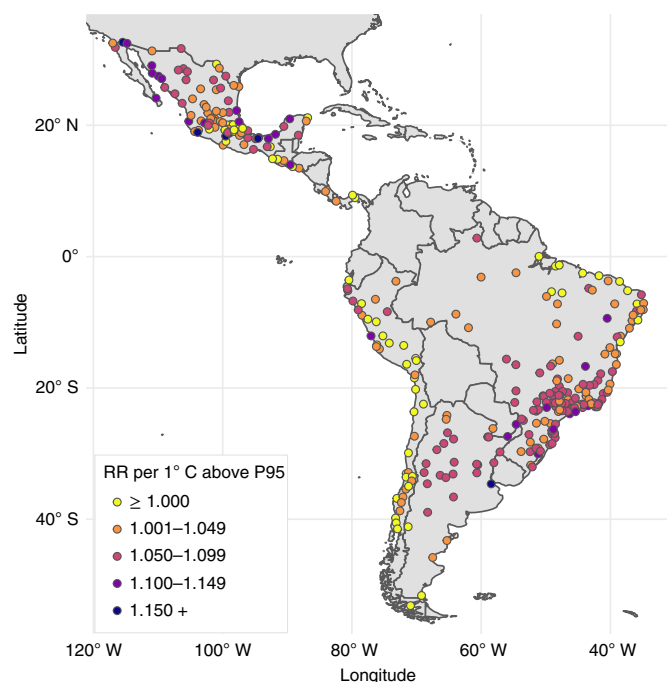 20° N
0°
20° S
40° S
Latitude
RR per 1° C above P95
≥ 1.000
1.001–1.049
1.050–1.099
1.100–1.149
1.150 +
120° W 100° W 80° W 60° W 40° W
Longitude